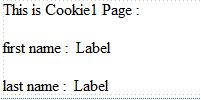 This is Cookie1 Page :
first name :  Label
last name :  Label